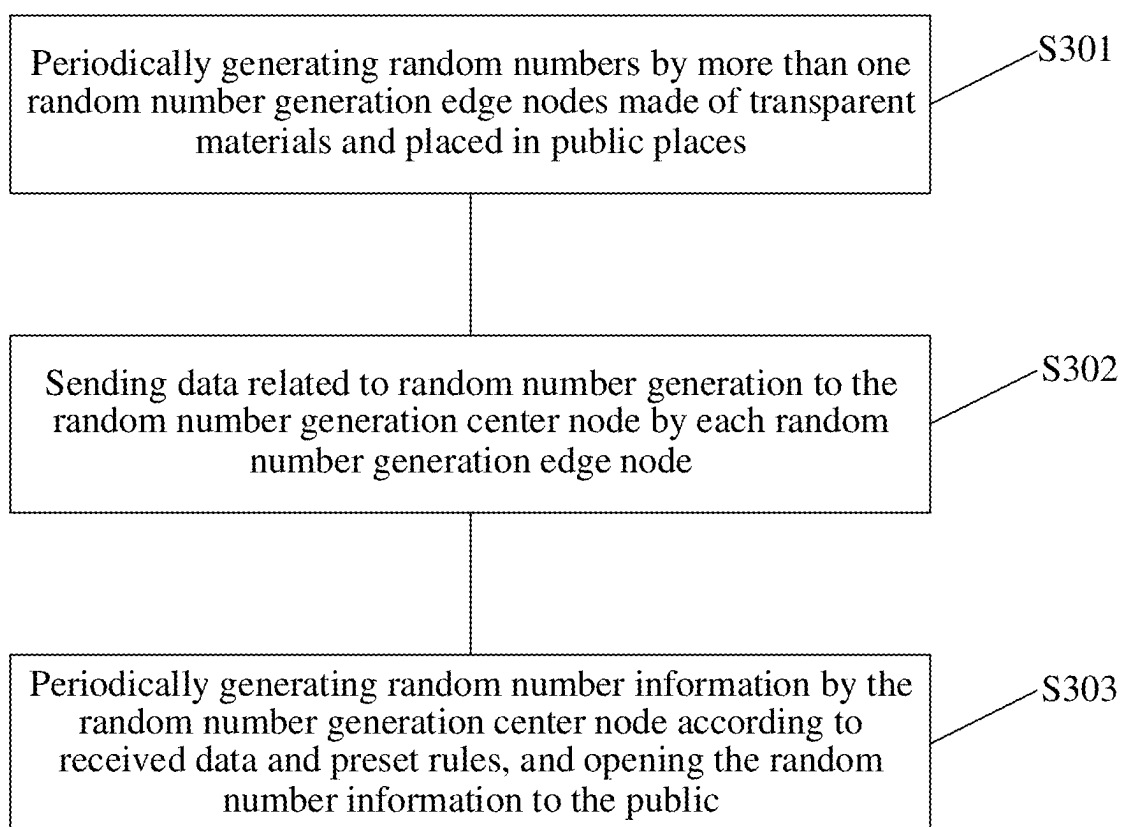 Periodically generating random numbers by more than one
random number generation edge nodes made of transparent
materials and placed in public places
S301
Sending data related to random number generation to the
random number generation center node by each random
number generation edge node
S302
Periodically generating random number information by the
random number generation center node according to
received data and preset rules, and opening the random
number information to the public
S303